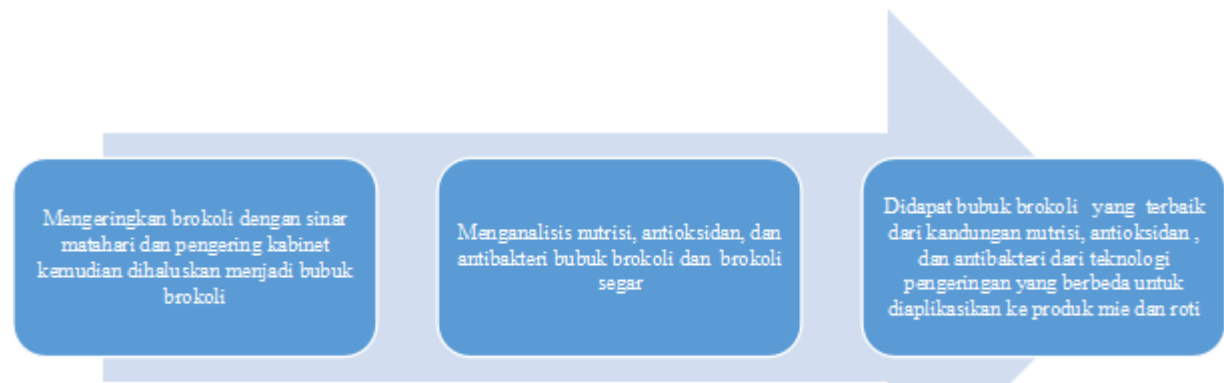 Mengeringkan brokoli dengan sinar
matahari dan pengering kabinet
kemudian dihaluskan menjadi bubuk
brokoli
Menganalisis nutrisi, antioksidan, dan
antibakteri bubuk brokoli dan brokoli
segar
Didapat bubuk brokoli yang terbaik
dari kandungan nutrisi, antioksidan ,
dan antibakteri dari teknologi
pengeringan yang berbeda untuk
diaplikasikan ke produk mie dan roti